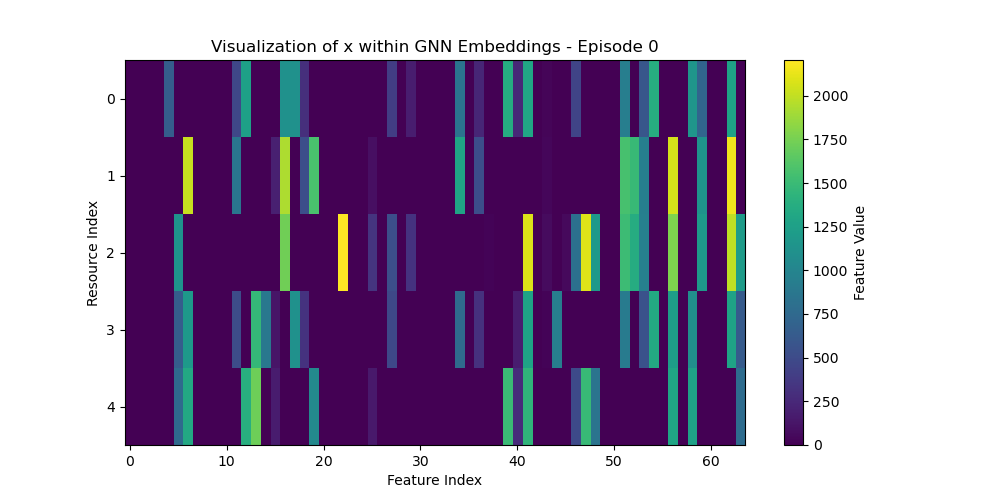 Visualization of x within GNN Embeddings - Episode 0
Resource Index
0
1
2
3
4
0 10 20 30 40 50 60
Feature Index
2000
1750
1500
1250
1000
750
500
250
0
Feature Value